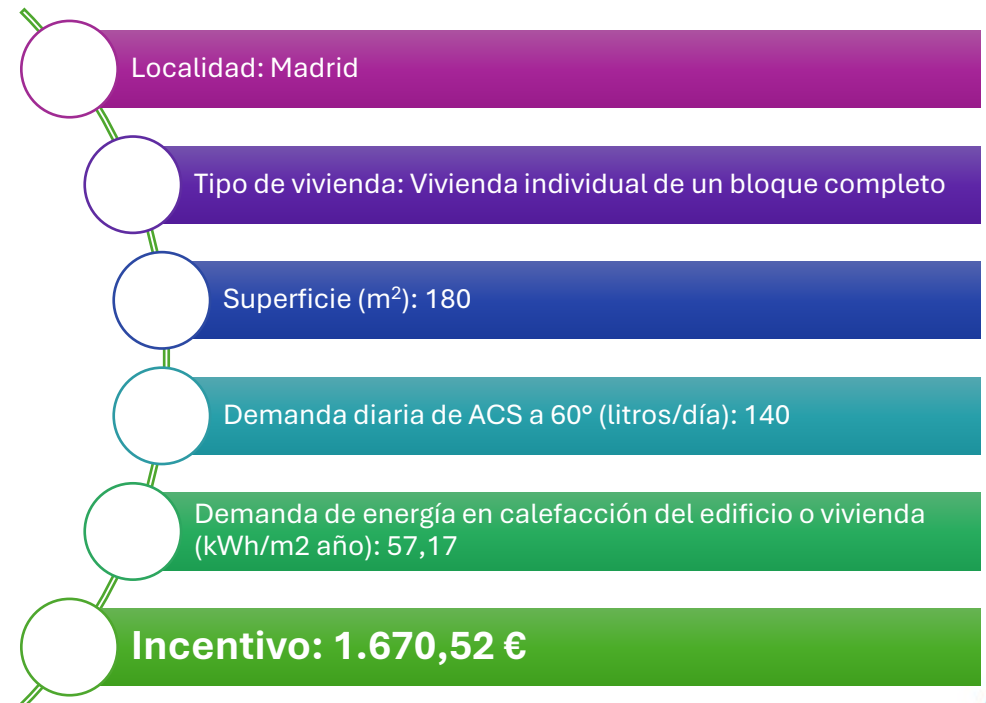 Localidad: Madrid
Tipo de vivienda: Vivienda individual de un bloque completo
Superficie (m²): 180
Demanda diaria de ACS a 60° (litros/día): 140
Demanda de energía en calefacción del edificio o vivienda
(kWh/m2 año): 57,17
Incentivo: 1.670,52 €